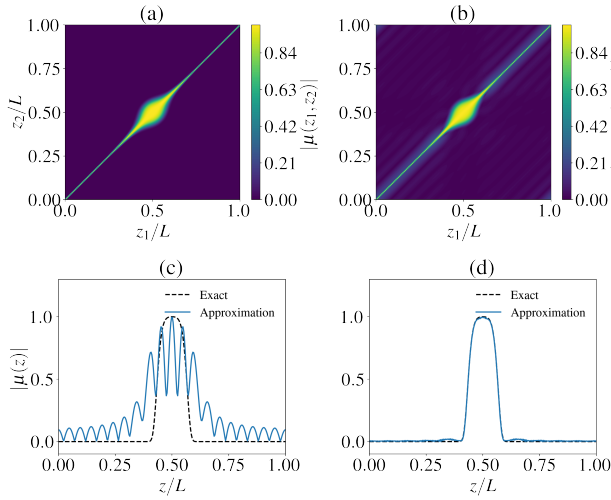 (a)
(b)
1.00
0.75
0.50
0.25
0.00
z₂/L
0.0
0.5
1.0
z₁/L
0.84
0.63
0.42
0.21
0.00
|μ(z₁, z₂)|
1.00
0.75
0.50
0.25
0.00
0.0
0.5
1.0
z₁/L
0.84
0.63
0.42
0.21
0.00
(c)
(d)
1.0
0.5
0.0
|μ(z)|
Exact
Approximation
0.00
0.25
0.50
0.75
1.00
z/L
1.0
0.5
0.0
Exact
Approximation
0.00
0.25
0.50
0.75
1.00
z/L